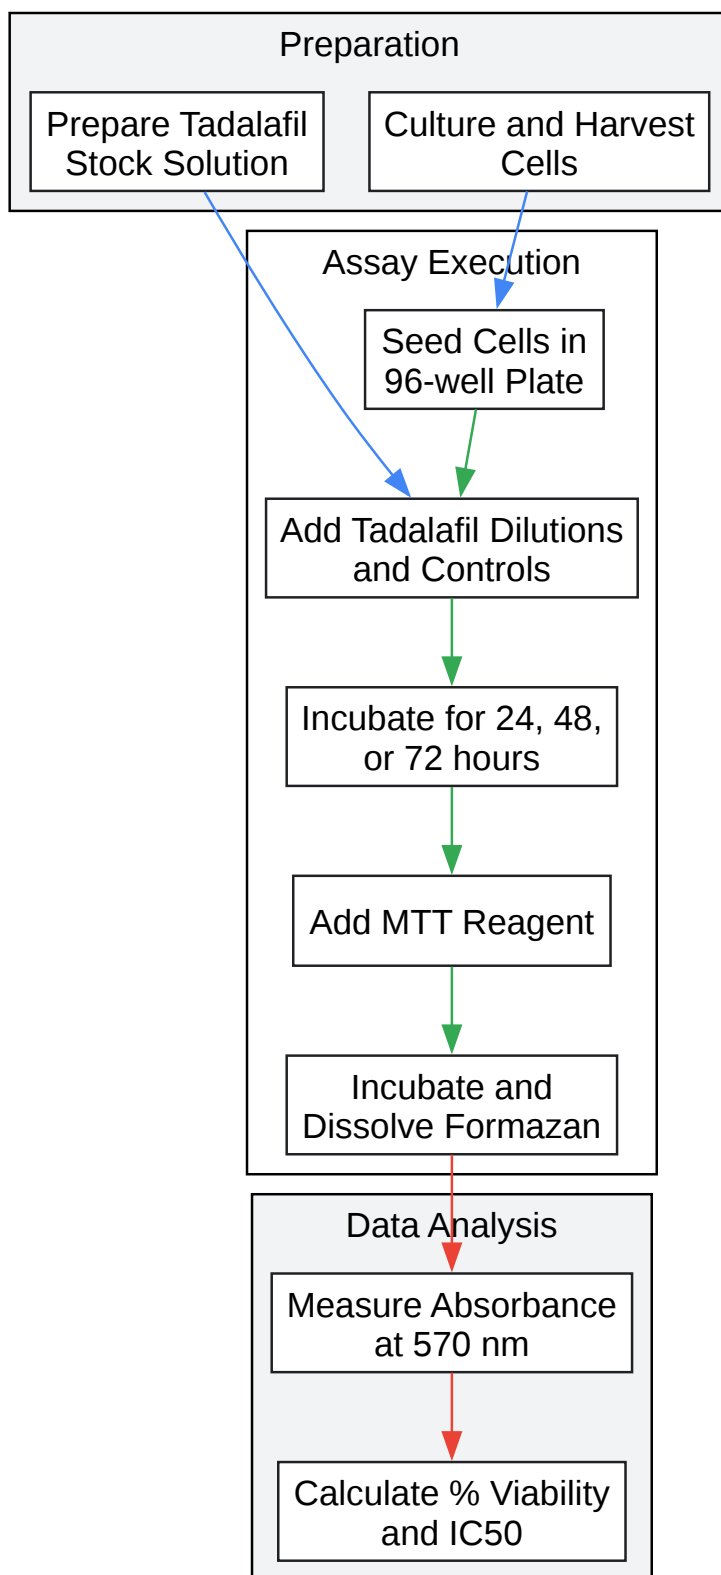 Preparation
Prepare Tadalafil
Stock Solution
Culture and Harvest
Cells
Assay Execution
Seed Cells in
96-well Plate
Add Tadalafil Dilutions
and Controls
Incubate for 24, 48,
or 72 hours
Add MTT Reagent
Incubate and
Dissolve Formazan
Data Analysis
Measure Absorbance
at 570 nm
Calculate % Viability
and IC50